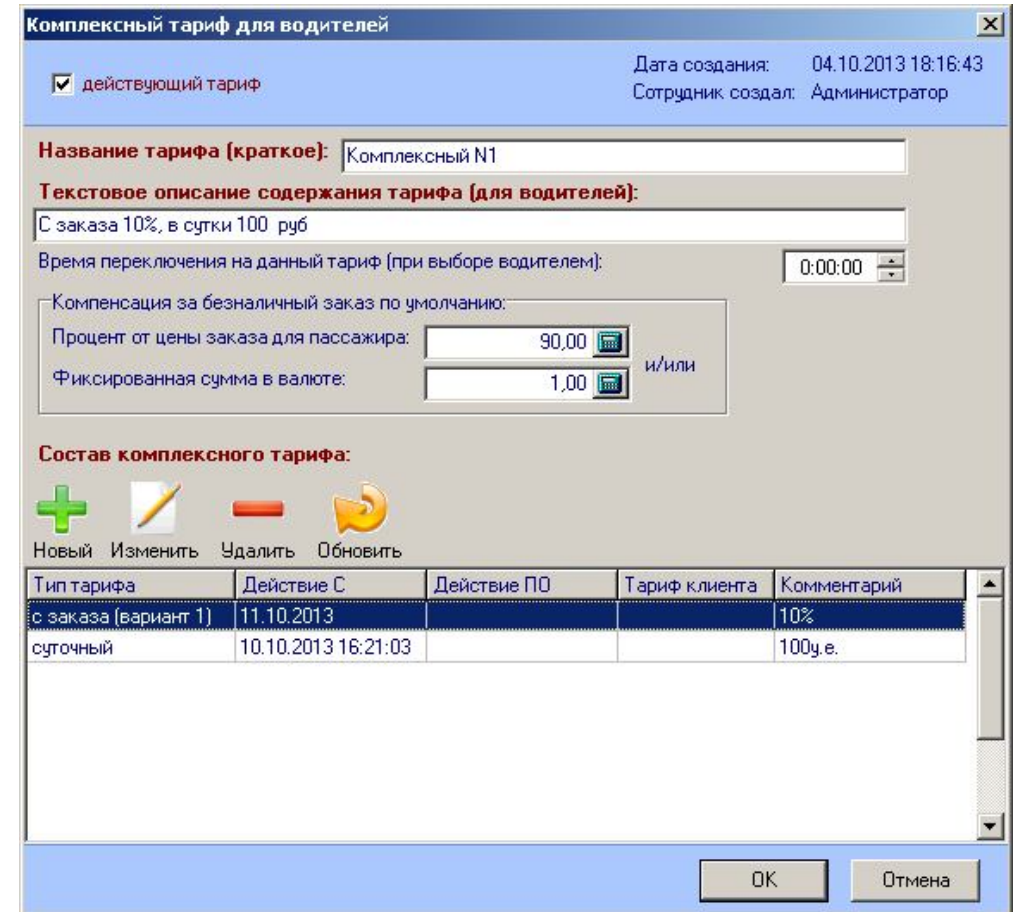 Комплексный тариф для водителей
действующий тариф
Дата создания: 04.10.2013 18:16:43
Сотрудник создал: Администратор
Название тарифа (краткое): Комплексный N1
Текстовое описание содержания тарифа (для водителей):
С заказа 10%, в сутки 100 руб
Время переключения на данный тариф (при выборе водителем): 0:00:00
Компенсация за безналичный заказ по умолчанию:
Процент от цены заказа для пассажира: 90,00
и/или
Фиксированная сумма в валюте: 1,00
Состав комплексного тарифа:
Новый Изменить Удалить Обновить
Тип тарифа Действие С Действие ПО Тариф клиента Комментарий
с заказа (вариант 1) 11.10.2013 10%
суточный 10.10.2013 16:21:03 100у.е.
OK Отмена